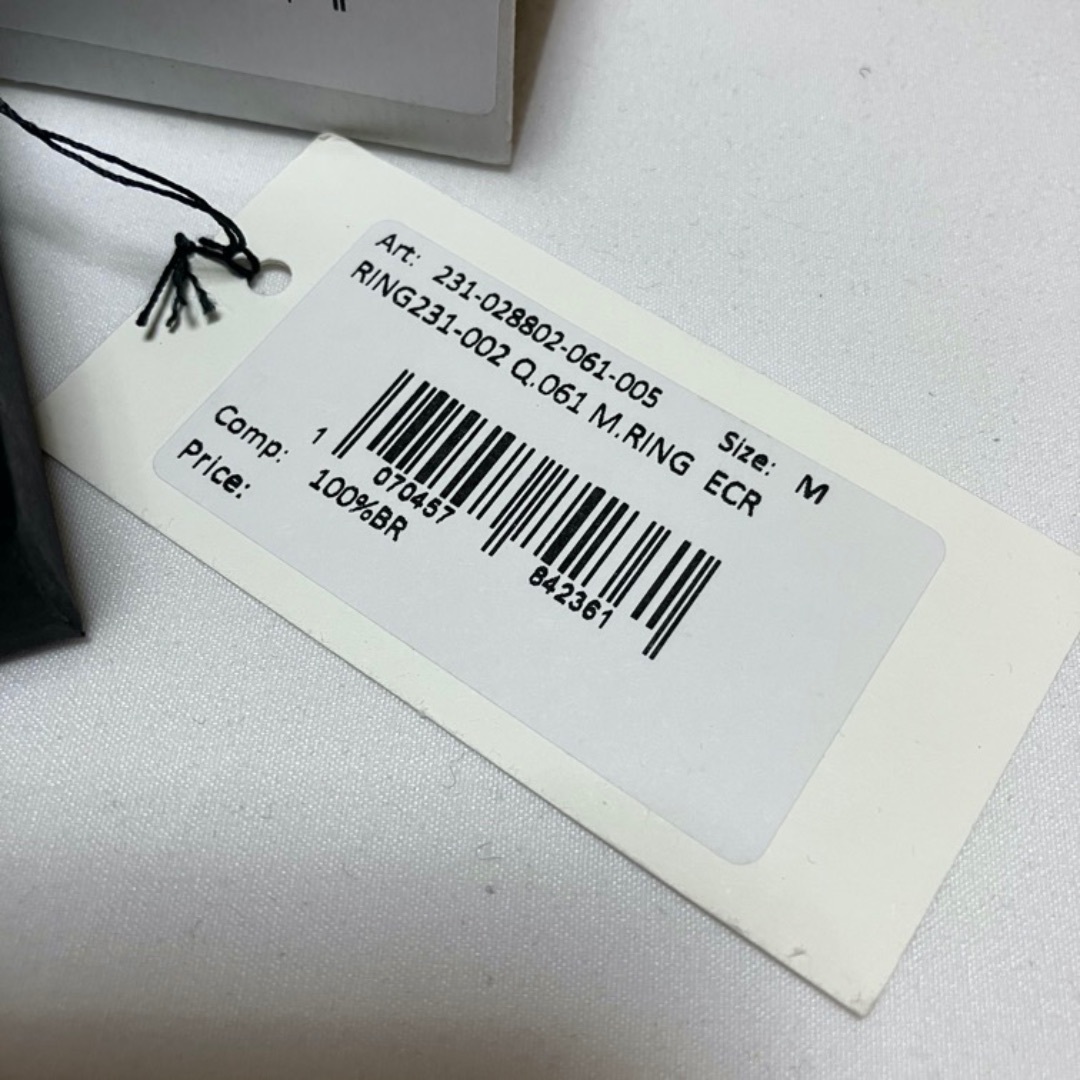 Art: 231-028802-061-005
RING231-002 Q.061 M.RING ECR
Size: M
1 070457 842361
Comp: 100%BR
Price: